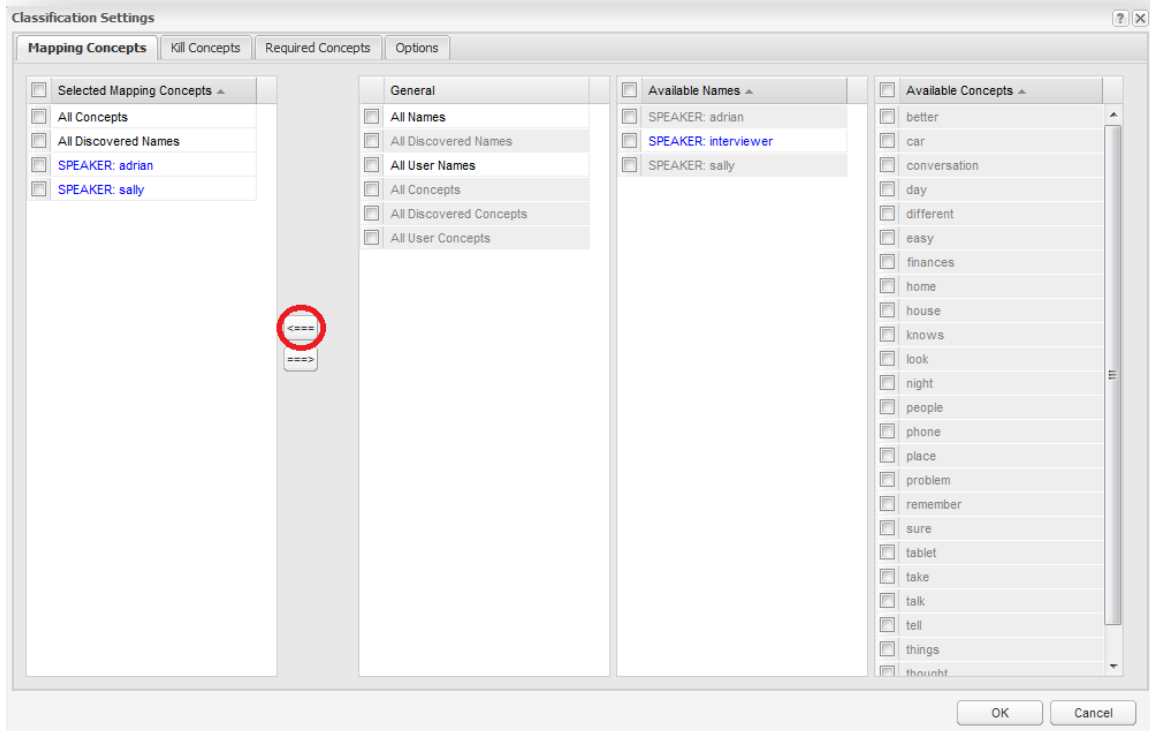 Classification Settings
?
X
Mapping Concepts
Kill Concepts
Required Concepts
Options
Selected Mapping Concepts
All Concepts
All Discovered Names
SPEAKER: adrian
SPEAKER: sally
<===
===>
General
All Names
All Discovered Names
All User Names
All Concepts
All Discovered Concepts
All User Concepts
Available Names
SPEAKER: adrian
SPEAKER: interviewer
SPEAKER: sally
Available Concepts
better
car
conversation
day
different
easy
finances
home
house
knows
look
night
people
phone
place
problem
remember
sure
tablet
take
talk
tell
things
thought
OK
Cancel